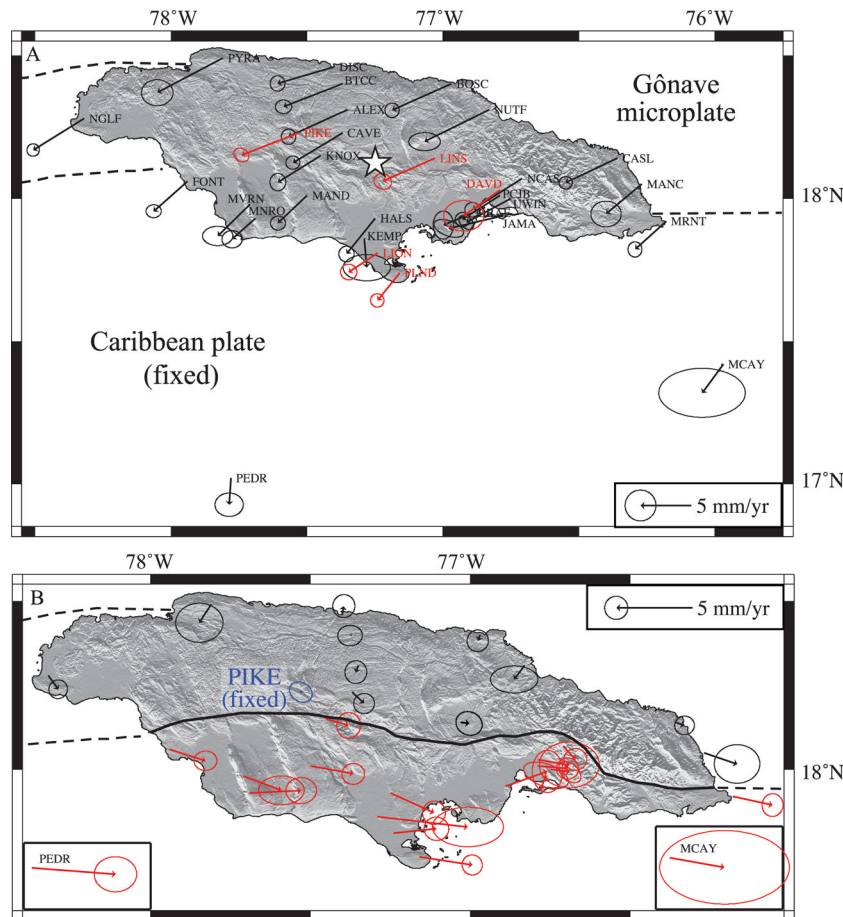 78°W 77°W 76°W
A
PYRA
DISC
BTCC
BOSC
Gônave
microplate
ALEX
NUTF
NGLF
PIKE
CAVE
KNOX
LINS
CASL
FONT
DAVD
NCAS
PCJB
UWIN
MANC
18°N
MVRN
MNRO
MAND
HALS
KEMP
JAMA
MRNT
LION
PLND
Caribbean plate
(fixed)
MCAY
PEDR
17°N
5 mm/yr
78°W 77°W
B
5 mm/yr
PIKE
(fixed)
18°N
PEDR
MCAY